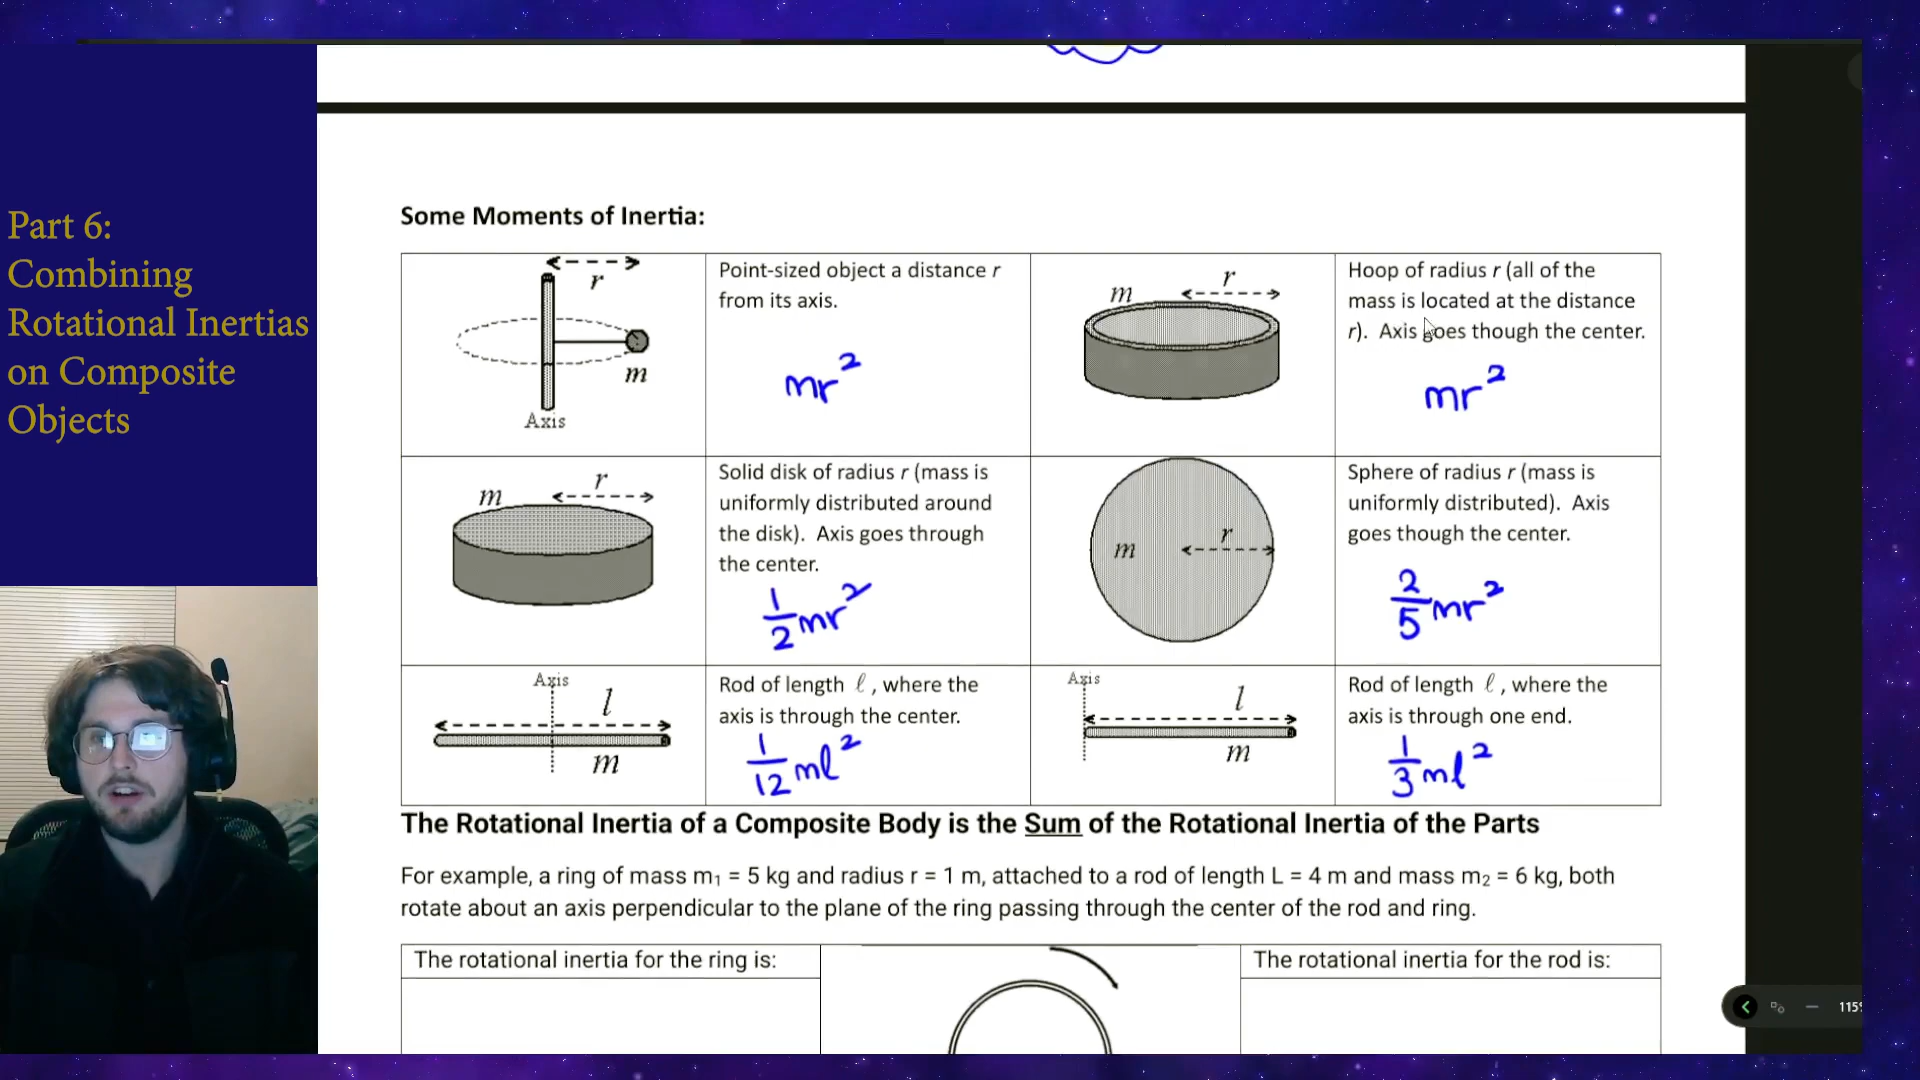 Part 6:
Combining
Rotational Inertias
on Composite
Objects
Some Moments of Inertia:
r
m
Axis
Point-sized object a distance r
from its axis.
mr²
m
r
Hoop of radius r (all of the
mass is located at the distance
r). Axis goes though the center.
mr²
m
r
Solid disk of radius r (mass is
uniformly distributed around
the disk). Axis goes through
the center.
1/2 mr²
m
r
Sphere of radius r (mass is
uniformly distributed). Axis
goes though the center.
2/5 mr²
Axis
l
m
Rod of length ℓ, where the
axis is through the center.
1/12 ml²
Axis
l
m
Rod of length ℓ, where the
axis is through one end.
1/3 ml²
The Rotational Inertia of a Composite Body is the Sum of the Rotational Inertia of the Parts
For example, a ring of mass m₁ = 5 kg and radius r = 1 m, attached to a rod of length L = 4 m and mass m₂ = 6 kg, both
rotate about an axis perpendicular to the plane of the ring passing through the center of the rod and ring.
The rotational inertia for the ring is:
The rotational inertia for the rod is:
115%